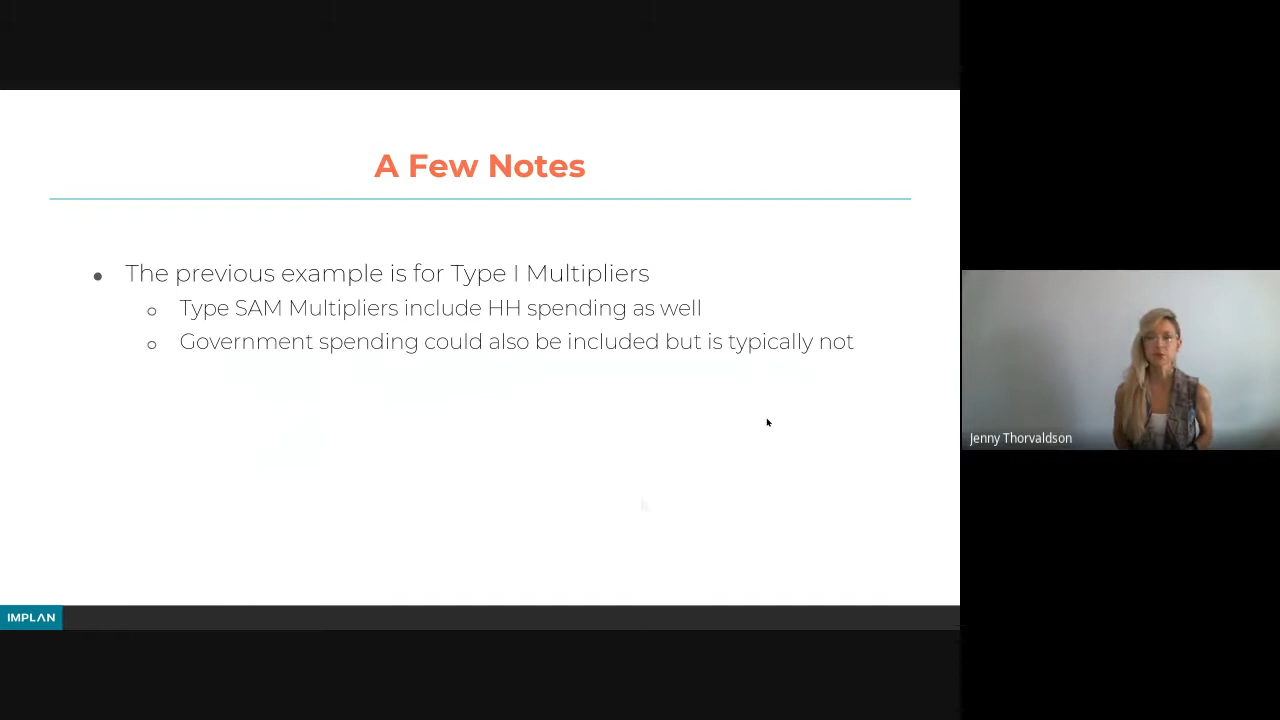 A Few Notes
● The previous example is for Type I Multipliers
○ Type SAM Multipliers include HH spending as well
○ Government spending could also be included but is typically not
Jenny Thorvaldson
IMPLAN